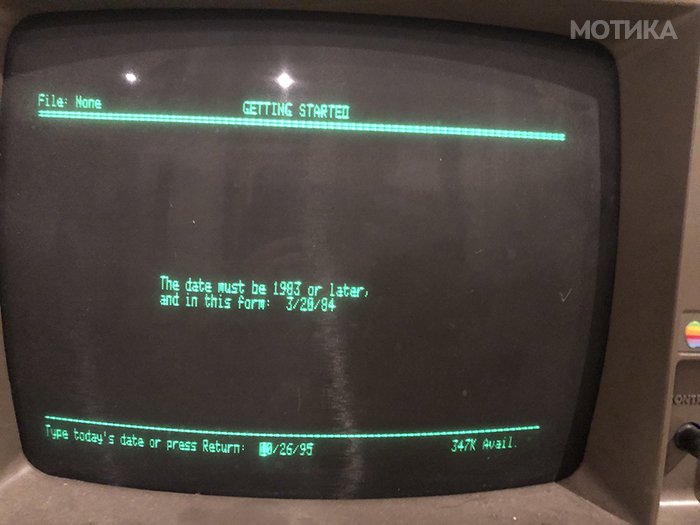 МОТИКА
File: None
GETTING STARTED
The date must be 1983 or later,
and in this form: 3/20/84
Type today's date or press Return: 10/26/95
347K Avail.